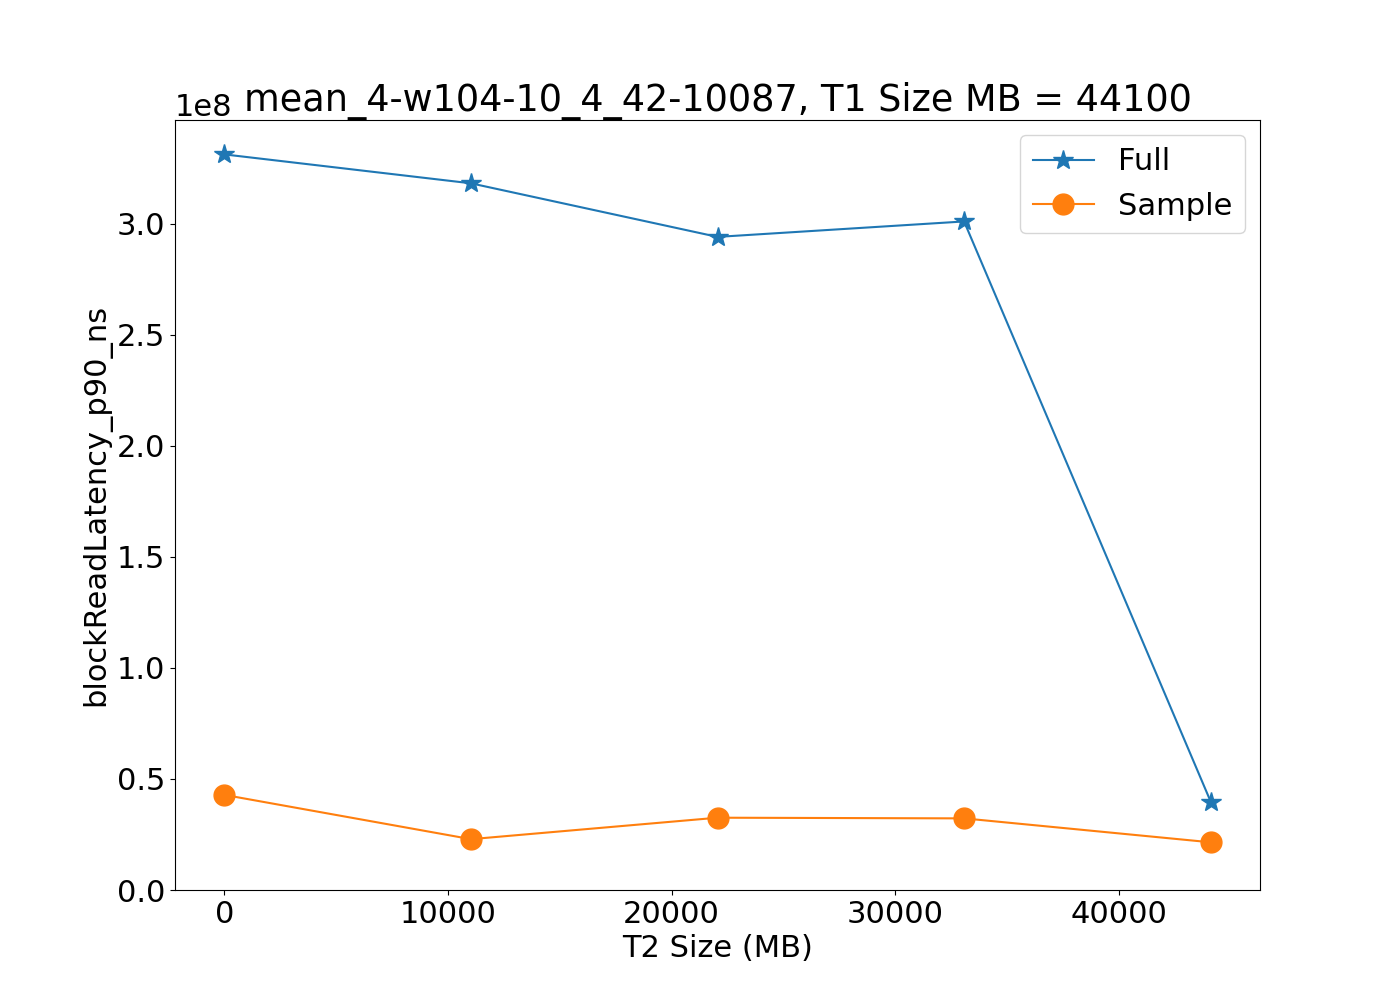 1e8
mean_4-w104-10_4_42-10087, T1 Size MB = 44100
Full
Sample
blockReadLatency_p90_ns
3.0
2.5
2.0
1.5
1.0
0.5
0.0
0 10000 20000 30000 40000
T2 Size (MB)